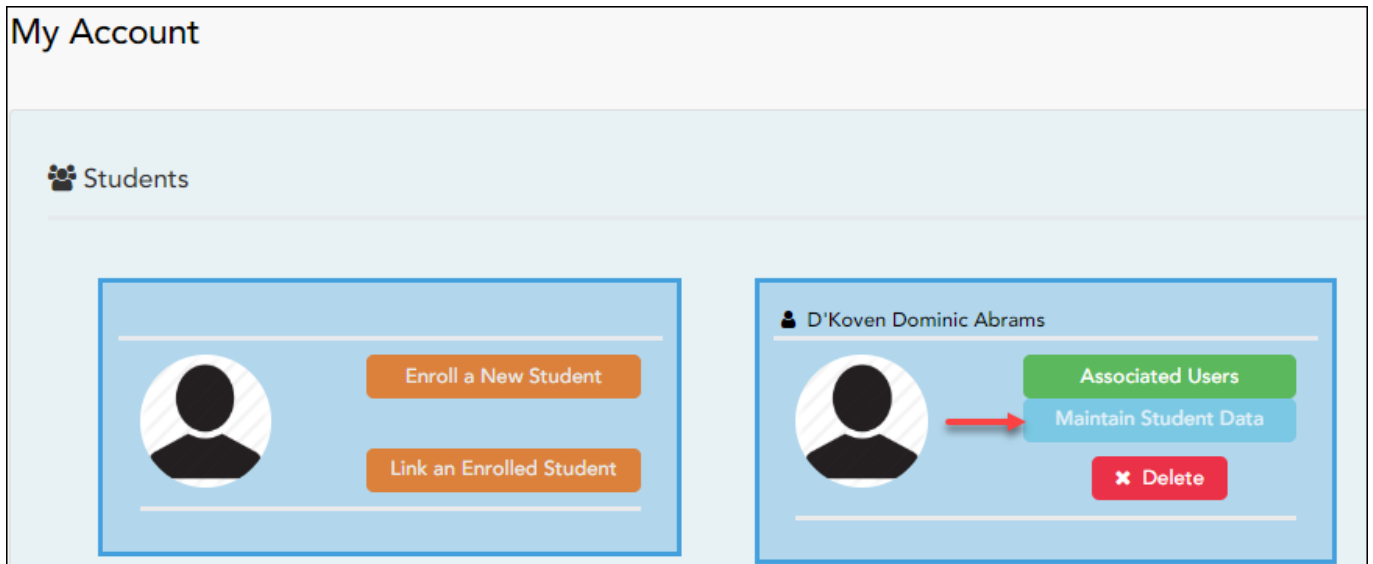 My Account
Students
Enroll a New Student
Link an Enrolled Student
D'Koven Dominic Abrams
Associated Users
Maintain Student Data
Delete